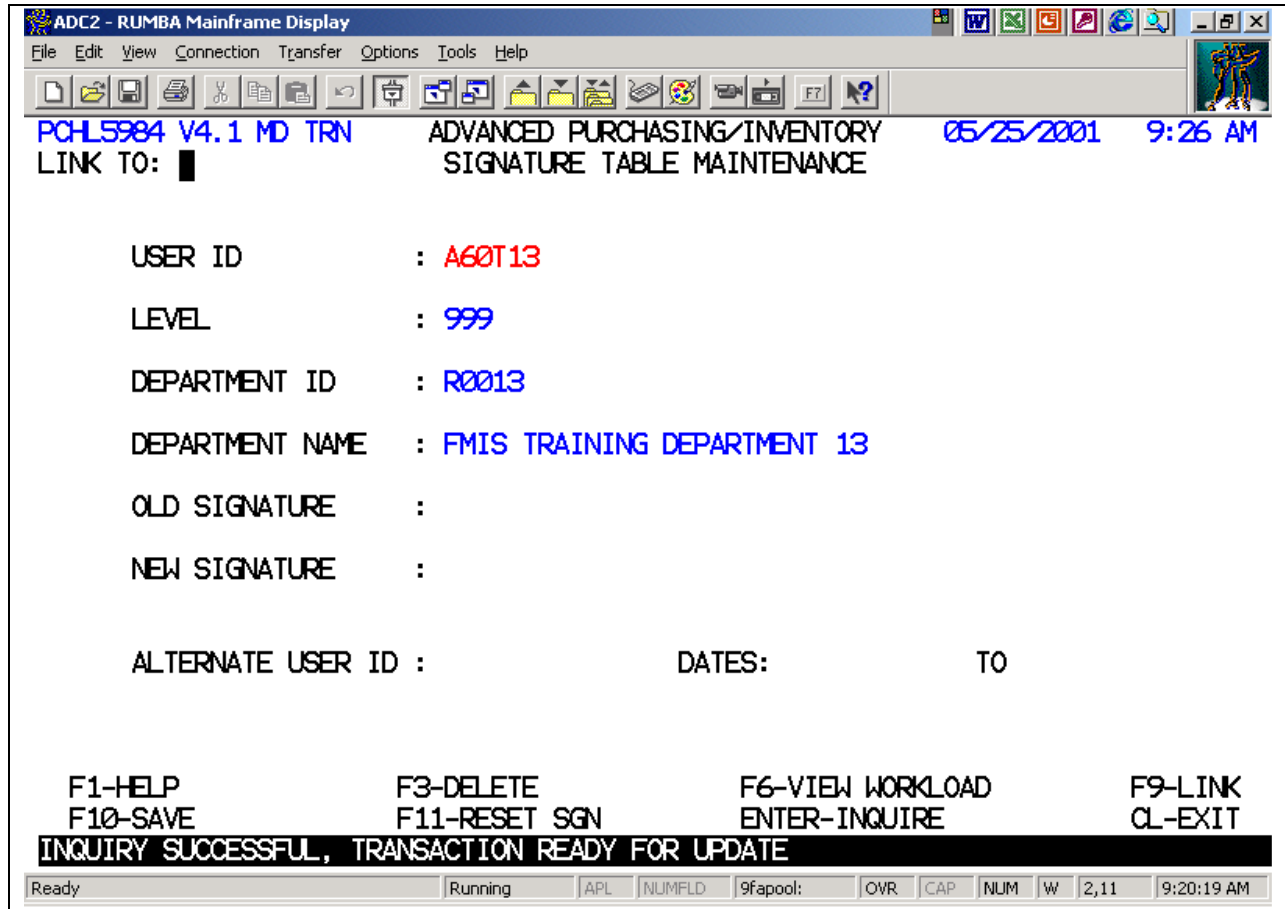 ADC2 - RUMBA Mainframe Display
File Edit View Connection Transfer Options Tools Help
F7
PCHL5984 V4.1 MD TRN ADVANCED PURCHASING/INVENTORY 05/25/2001 9:26 AM
LINK TO: SIGNATURE TABLE MAINTENANCE
USER ID : A60T13
LEVEL : 999
DEPARTMENT ID : R0013
DEPARTMENT NAME : FMIS TRAINING DEPARTMENT 13
OLD SIGNATURE :
NEW SIGNATURE :
ALTERNATE USER ID : DATES: TO
F1-HELP F3-DELETE F6-VIEW WORKLOAD F9-LINK
F10-SAVE F11-RESET SGN ENTER-INQUIRE CL-EXIT
INQUIRY SUCCESSFUL, TRANSACTION READY FOR UPDATE
Ready Running APL NUMFLD 9fapool: OVR CAP NUM W 2,11 9:20:19 AM